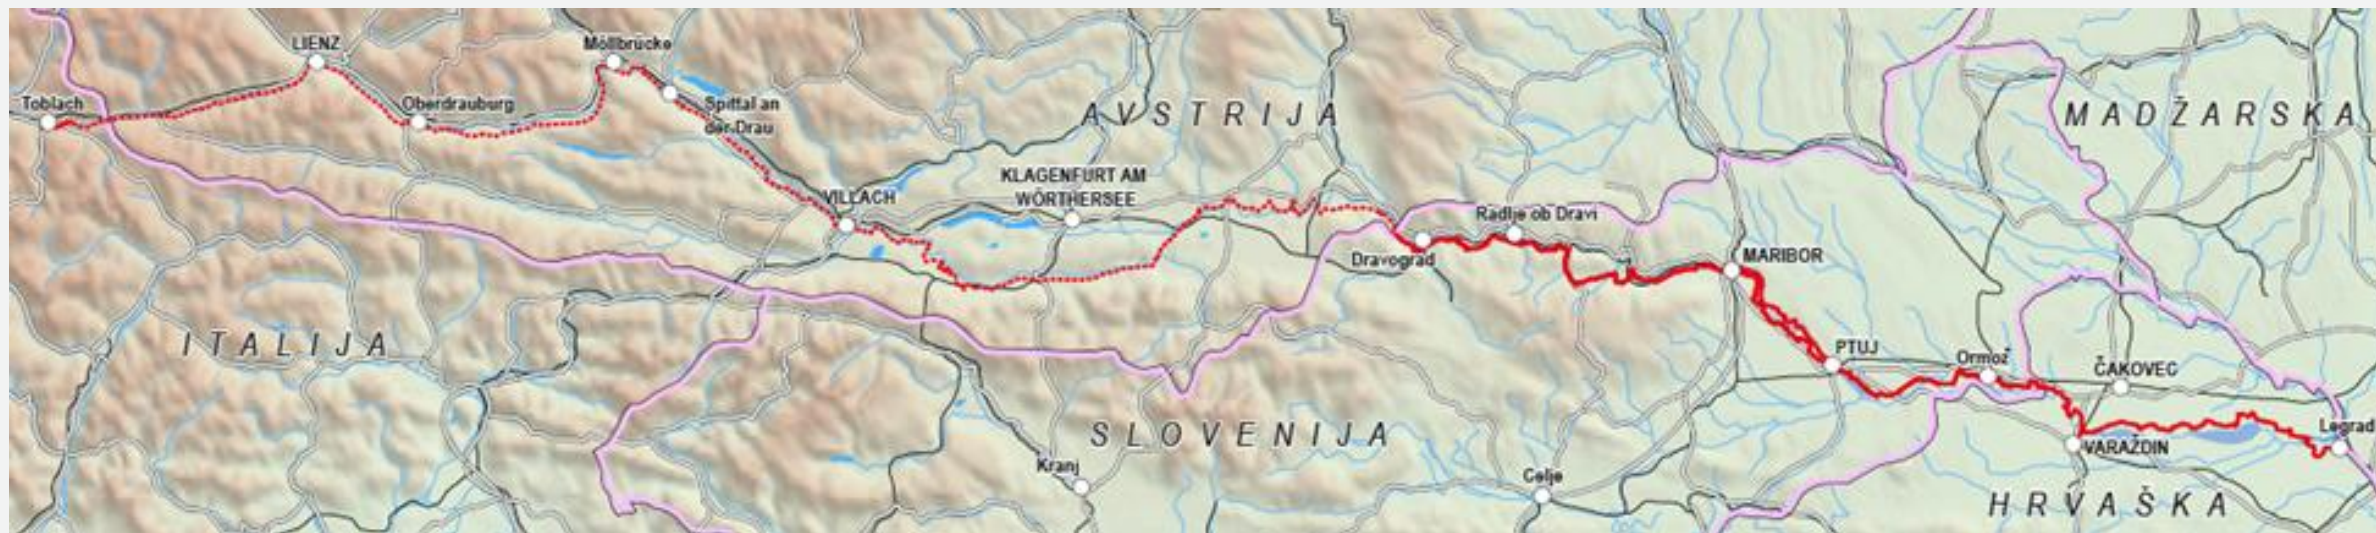 LIENZ
Möllbrücke
Toblach
Oberdrauburg
Spittal an
der Drau
AVSTRIJA
MADŽARSKA
KLAGENFURT AM
WÖRTHERSEE
VILLACH
Radlje ob Dravi
Dravograd
MARIBOR
ITALIJA
PTUJ
Ormož
ČAKOVEC
SLOVENIJA
Legrad
VARAŽDIN
Kranj
Celje
HRVAŠKA